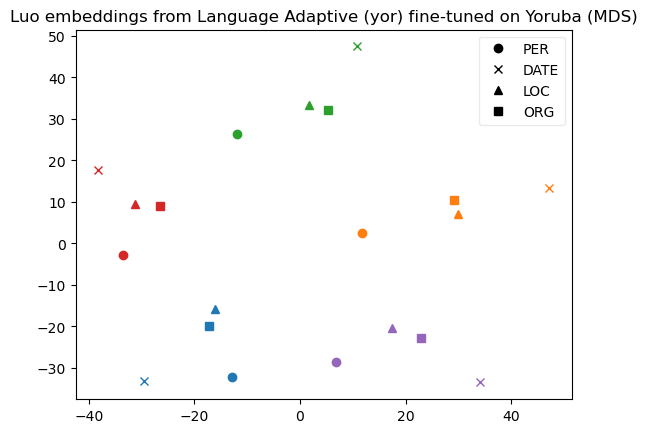 Luo embeddings from Language Adaptive (yor) fine-tuned on Yoruba (MDS)
50
40
30
20
10
0
−10
−20
−30
−40 −20 0 20 40
PER
DATE
LOC
ORG